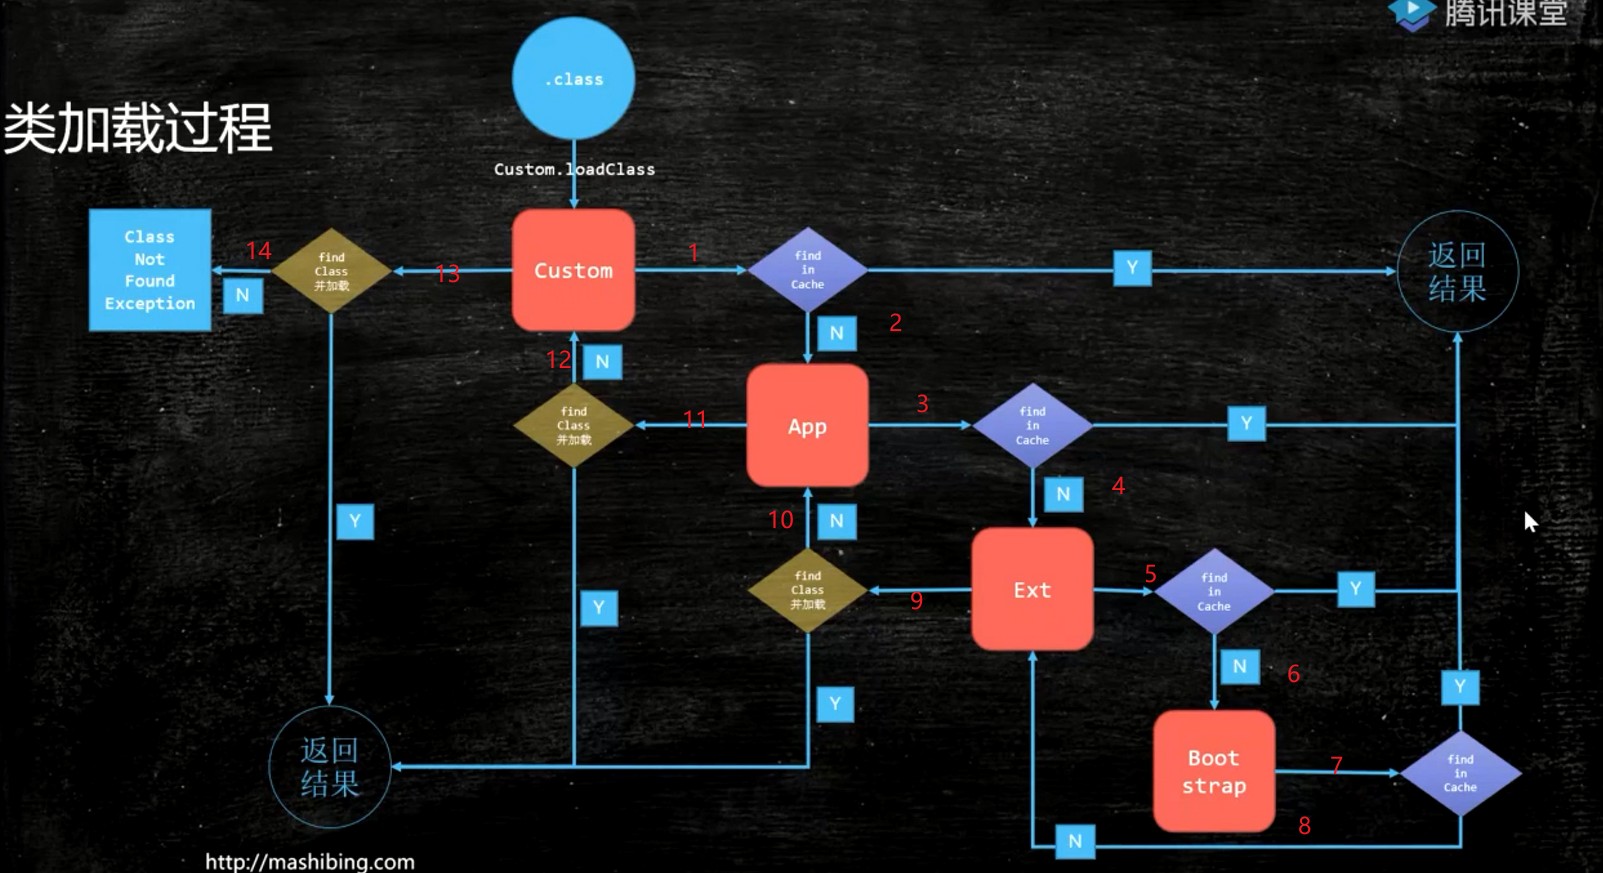 腾讯课堂
.class
类加载过程
Custom.loadClass
Class
Not
Found
Exception
14
N
find
Class
并加载
13
Custom
1
find
in
Cache
Y
返回
结果
N
2
12
N
find
Class
并加载
11
App
3
find
in
Cache
Y
N
4
10
N
Y
find
Class
并加载
9
Ext
5
find
in
Cache
Y
Y
N
6
Y
Y
返回
结果
Boot
strap
7
find
in
Cache
8
N
http://mashibing.com